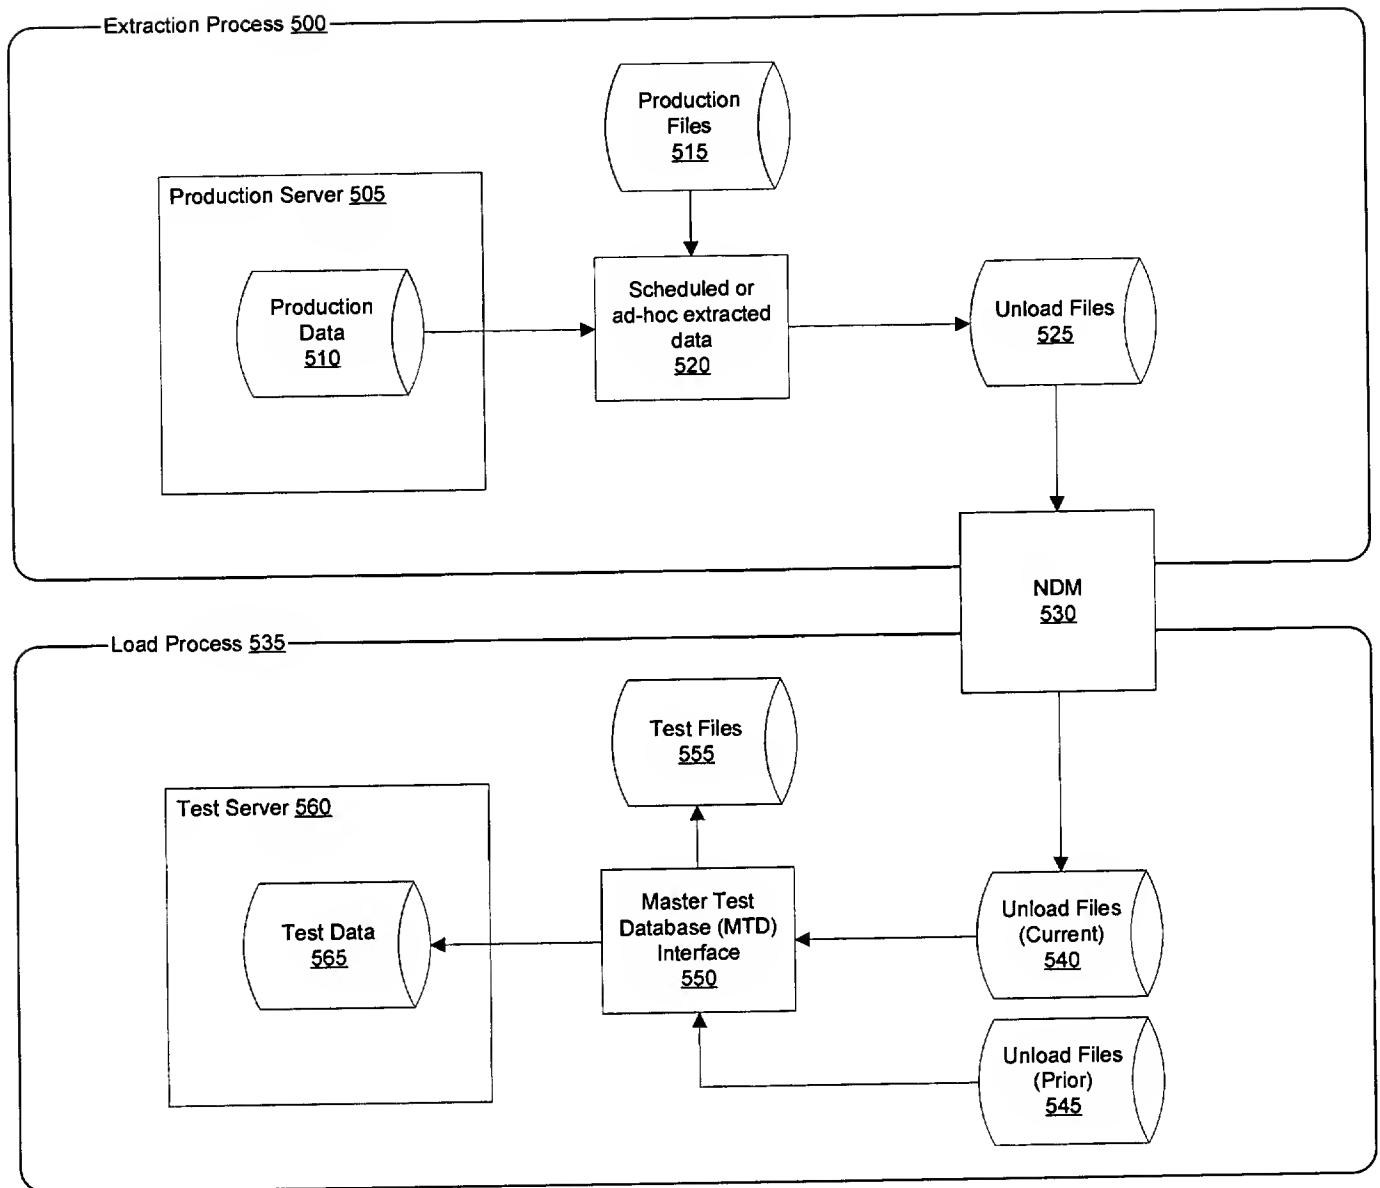 Extraction Process 500
Production
Files
515
Production Server 505
Production
Data
510
Scheduled or
ad-hoc extracted
data
520
Unload Files
525
NDM
530
Load Process 535
Test Files
555
Test Server 560
Test Data
565
Master Test
Database (MTD)
Interface
550
Unload Files
(Current)
540
Unload Files
(Prior)
545